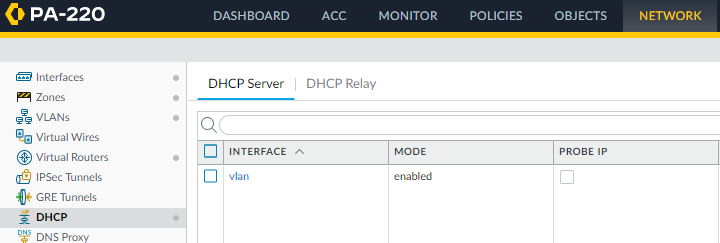 PA-220 DASHBOARD ACC MONITOR POLICIES OBJECTS NETWORK
Interfaces
Zones
VLANs
Virtual Wires
Virtual Routers
IPSec Tunnels
GRE Tunnels
DHCP
DNS DNS Proxy
DHCP Server DHCP Relay
INTERFACE MODE PROBE IP
vlan enabled